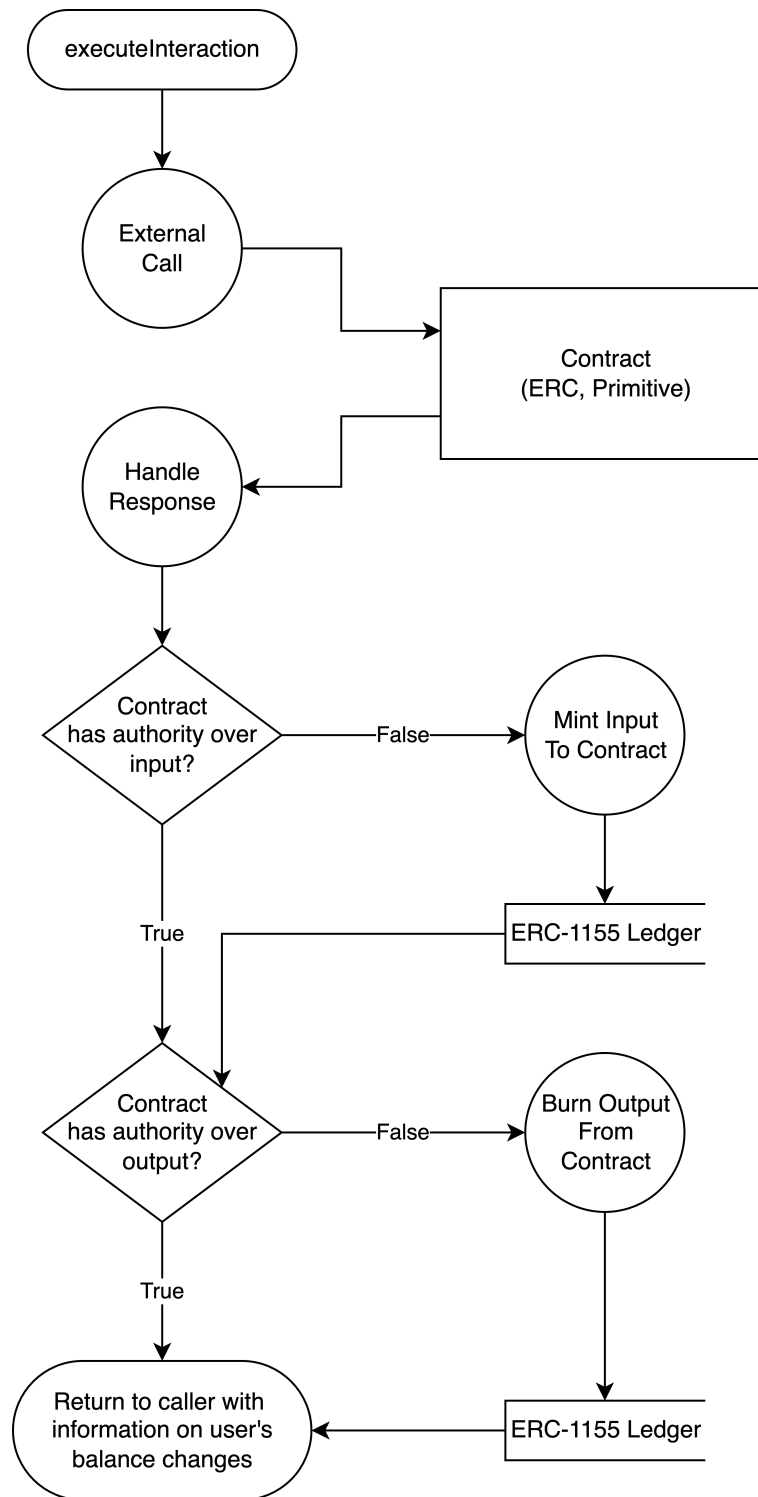 executeInteraction
External
Call
Contract
(ERC, Primitive)
Handle
Response
Contract
has authority over
input?
False
Mint Input
To Contract
True
ERC-1155 Ledger
Contract
has authority over
output?
False
Burn Output
From
Contract
True
Return to caller with
information on user's
balance changes
ERC-1155 Ledger